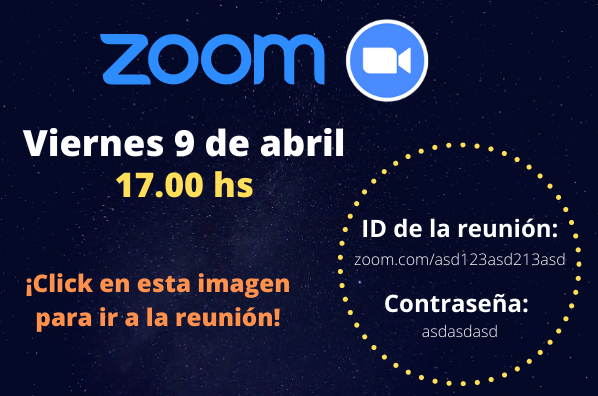 zoom
Viernes 9 de abril
17.00 hs
¡Click en esta imagen
para ir a la reunión!
ID de la reunión:
zoom.com/asd123asd213asd
Contraseña:
asdasdasd